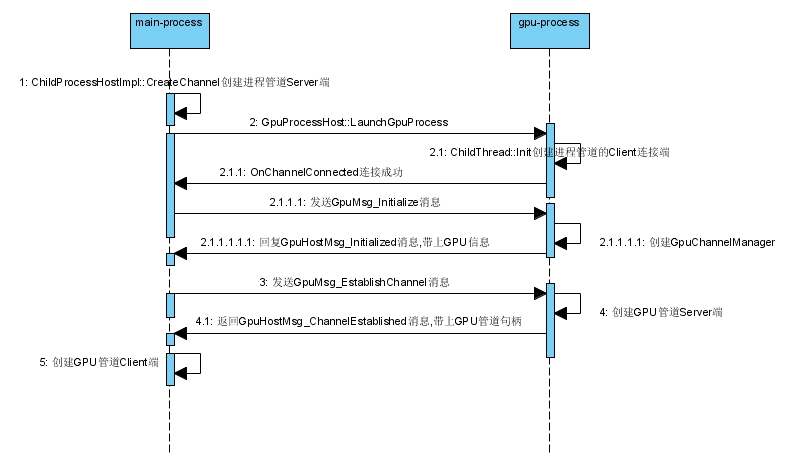 main-process
gpu-process
1: ChildProcessHostImpl::CreateChannel创建进程管道Server端
2: GpuProcessHost::LaunchGpuProcess
2.1: ChildThread::Init创建进程管道的Client连接端
2.1.1: OnChannelConnected连接成功
2.1.1.1: 发送GpuMsg_Initialize消息
2.1.1.1.1: 创建GpuChannelManager
2.1.1.1.1.1: 回复GpuHostMsg_Initialized消息,带上GPU信息
3: 发送GpuMsg_EstablishChannel消息
4: 创建GPU管道Server端
4.1: 返回GpuHostMsg_ChannelEstablished消息,带上GPU管道句柄
5: 创建GPU管道Client端